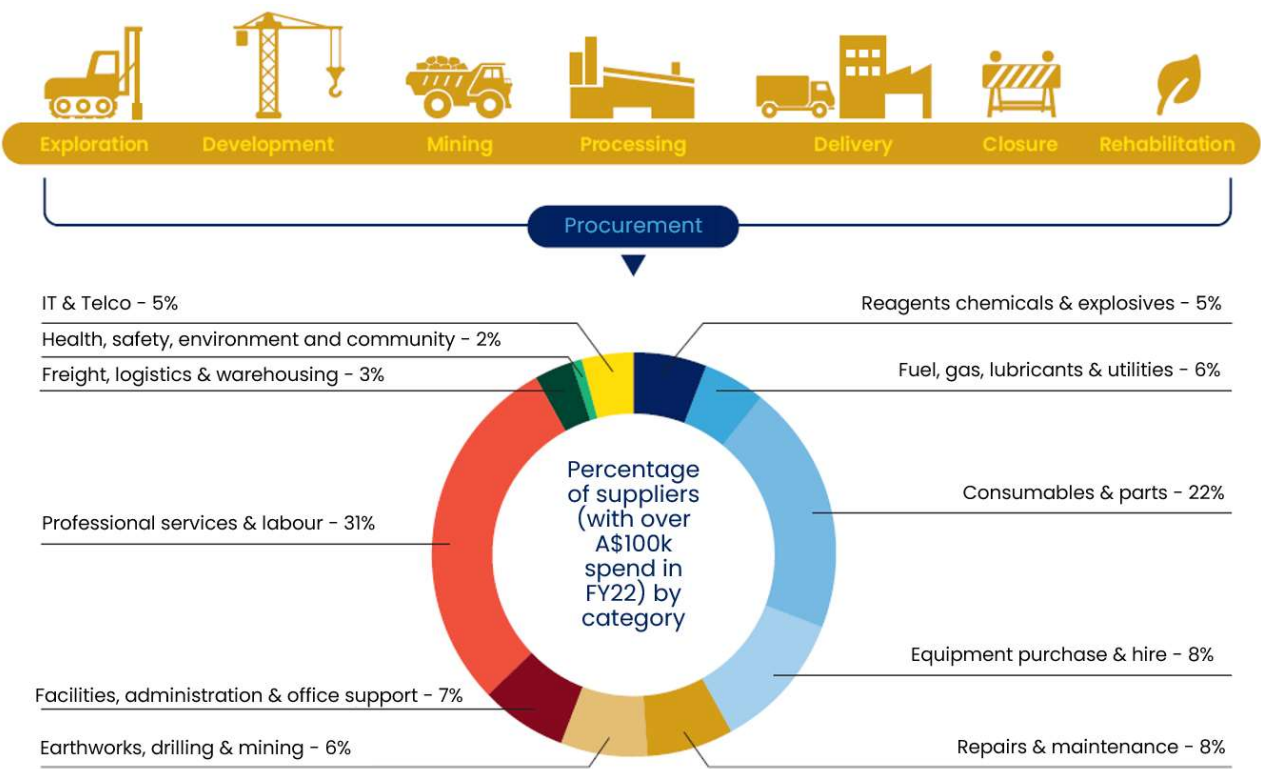 Exploration
Development
Mining
Processing
Delivery
Closure
Rehabilitation
Procurement
IT & Telco - 5%
Health, safety, environment and community - 2%
Freight, logistics & warehousing - 3%
Professional services & labour - 31%
Facilities, administration & office support - 7%
Earthworks, drilling & mining - 6%
Reagents chemicals & explosives - 5%
Fuel, gas, lubricants & utilities - 6%
Consumables & parts - 22%
Equipment purchase & hire - 8%
Repairs & maintenance - 8%
Percentage
of suppliers
(with over
A$100k
spend in
FY22) by
category